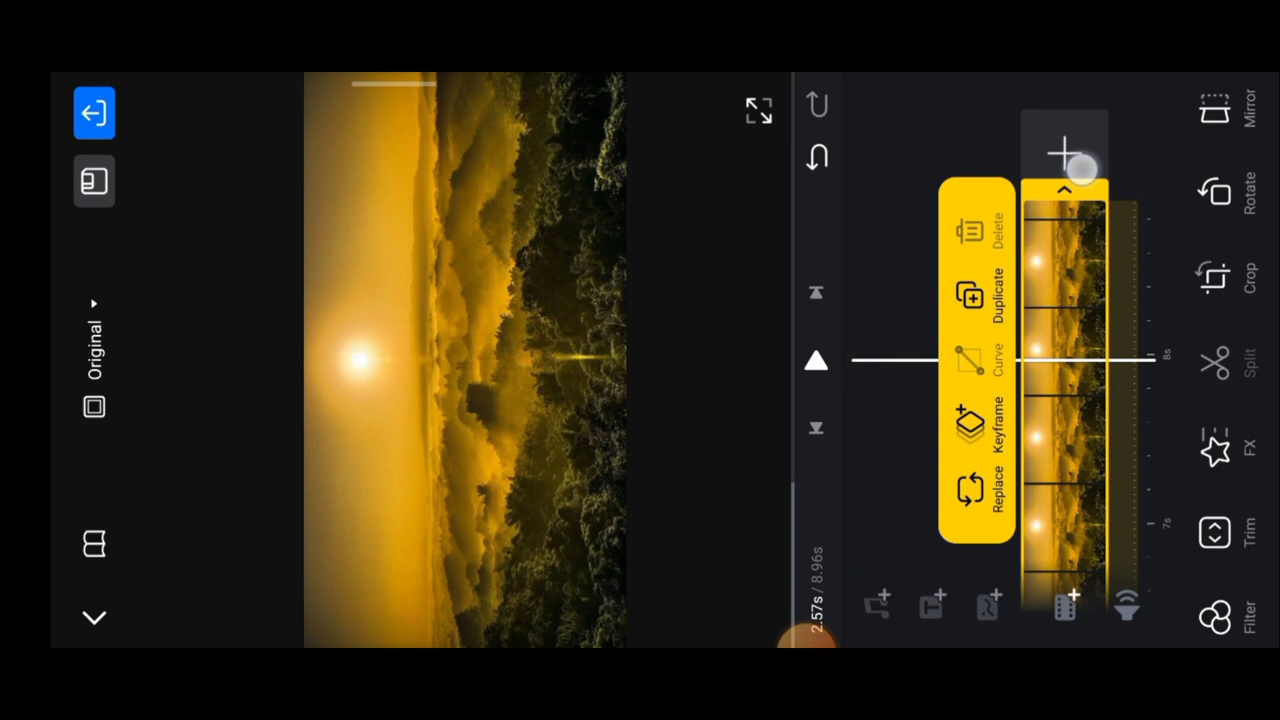 Original
2.57s / 8.96s
Replace
Keyframe
Curve
Duplicate
Delete
7s
8s
Filter
Trim
FX
Split
Crop
Rotate
Mirror